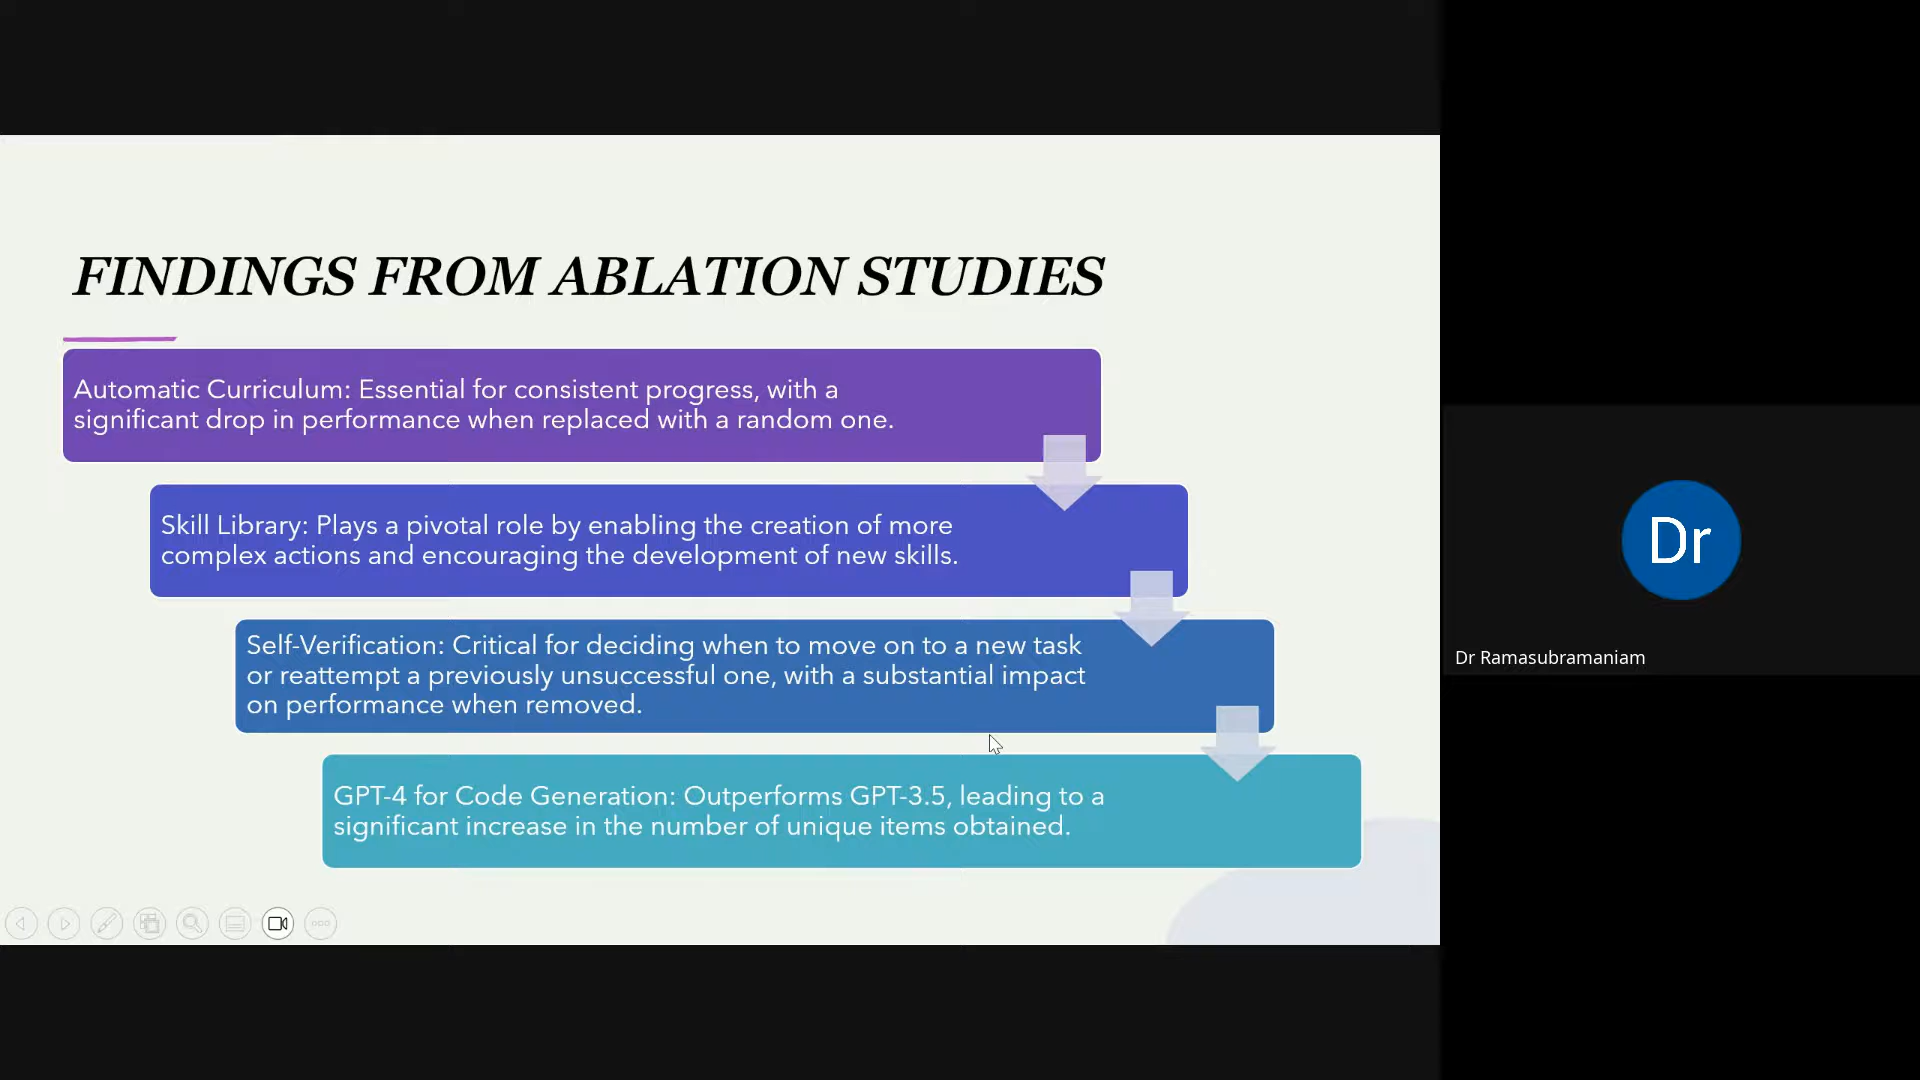 FINDINGS FROM ABLATION STUDIES
Automatic Curriculum: Essential for consistent progress, with a
significant drop in performance when replaced with a random one.
Skill Library: Plays a pivotal role by enabling the creation of more
complex actions and encouraging the development of new skills.
Self-Verification: Critical for deciding when to move on to a new task
or reattempt a previously unsuccessful one, with a substantial impact
on performance when removed.
GPT-4 for Code Generation: Outperforms GPT-3.5, leading to a
significant increase in the number of unique items obtained.
Dr
Dr Ramasubramaniam